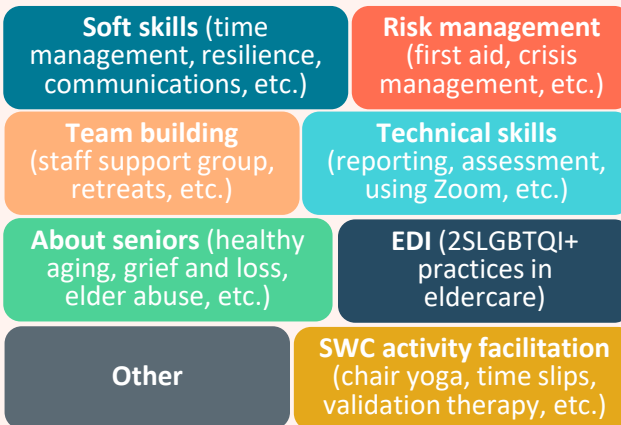 Soft skills (time
management, resilience,
communications, etc.)
Risk management
(first aid, crisis
management, etc.)
Team building
(staff support group,
retreats, etc.)
Technical skills
(reporting, assessment,
using Zoom, etc.)
About seniors (healthy
aging, grief and loss,
elder abuse, etc.)
EDI (2SLGBTQI+
practices in
eldercare)
Other
SWC activity facilitation
(chair yoga, time slips,
validation therapy, etc.)